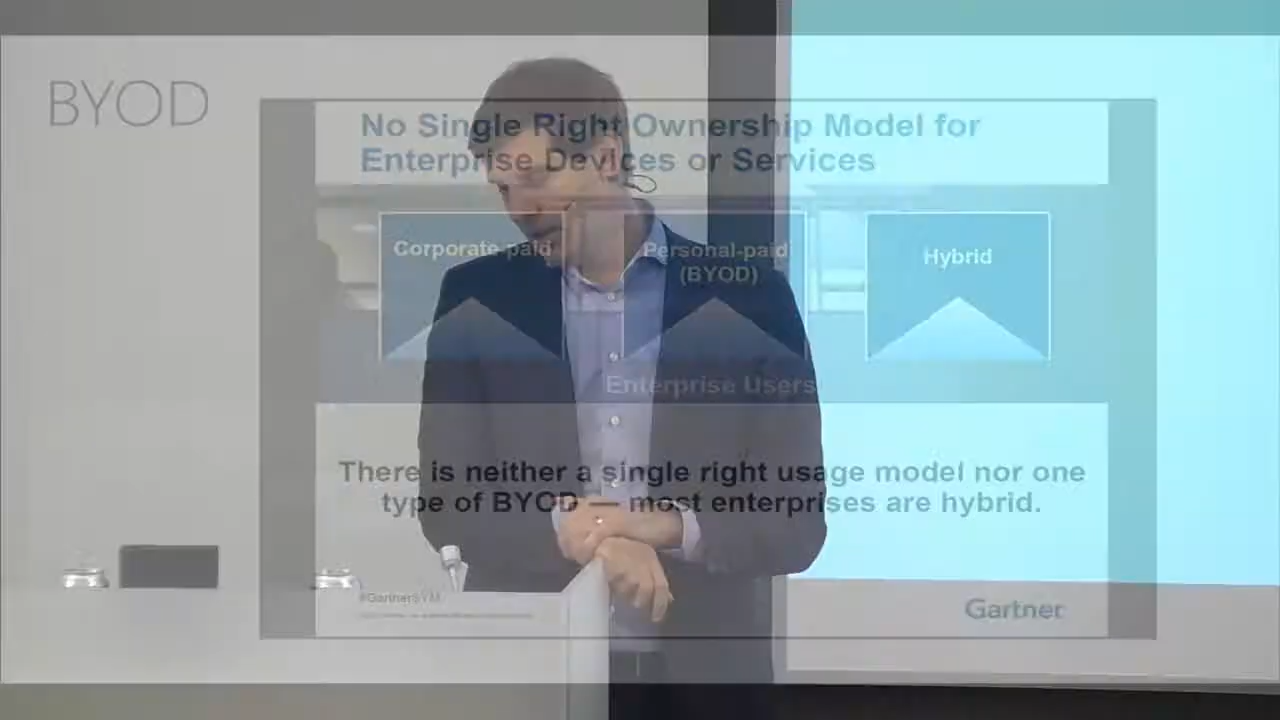 BYOD
No Single Right Ownership Model for
Enterprise Devices or Services
Corporate-paid
Personal-paid
(BYOD)
Hybrid
Enterprise Users
There is neither a single right usage model nor one
type of BYOD — most enterprises are hybrid.
#GartnerSYM
Gartner